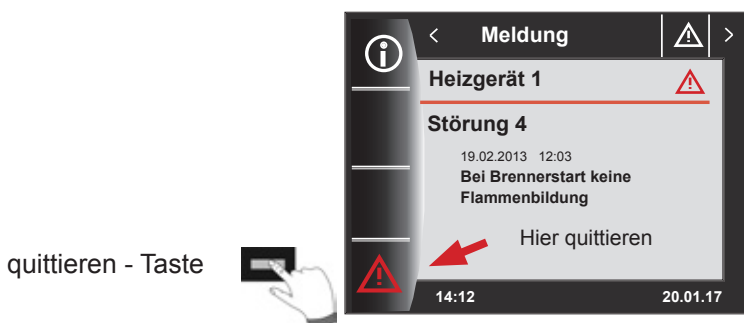 < Meldung >
Heizgerät 1
Störung 4
19.02.2013 12:03
Bei Brennerstart keine
Flammenbildung
Hier quittieren
quittieren - Taste
14:12 20.01.17